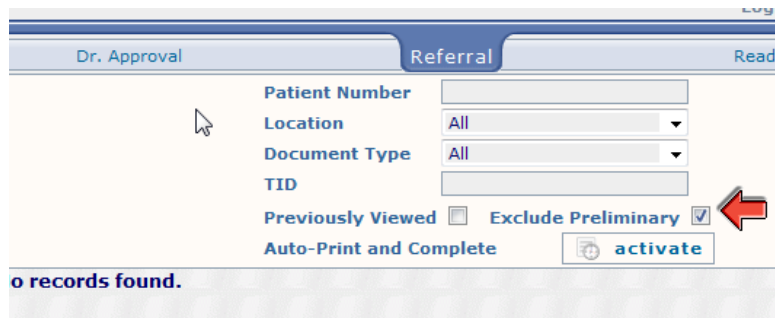 Dr. Approval Referral Read
Patient Number
Location All
Document Type All
TID
Previously Viewed Exclude Preliminary
Auto-Print and Complete activate
o records found.